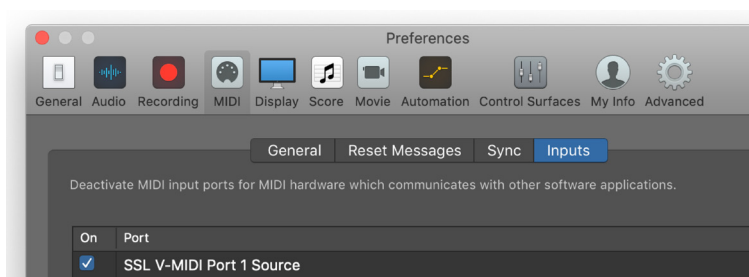 Preferences
General Audio Recording MIDI Display Score Movie Automation Control Surfaces My Info Advanced
General Reset Messages Sync Inputs
Deactivate MIDI input ports for MIDI hardware which communicates with other software applications.
On Port
SSL V-MIDI Port 1 Source